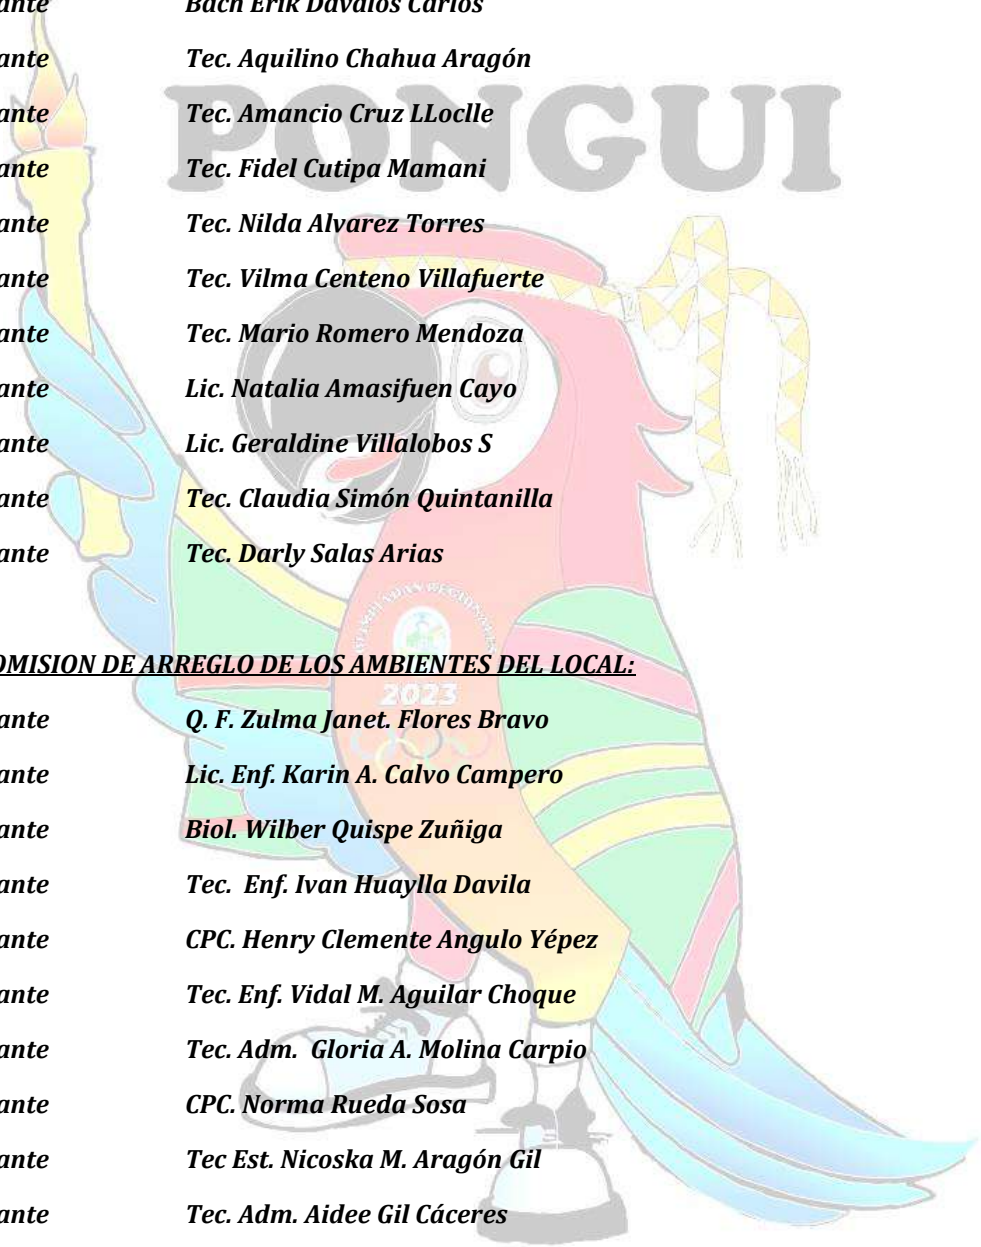 ante Bach Erik Davalos Carlos
ante Tec. Aquilino Chahua Aragón
PONGUI
ante Tec. Amancio Cruz LLoclle
ante Tec. Fidel Cutipa Mamani
ante Tec. Nilda Alvarez Torres
ante Tec. Vilma Centeno Villafuerte
ante Tec. Mario Romero Mendoza
ante Lic. Natalia Amasifuen Cayo
ante Lic. Geraldine Villalobos S
ante Tec. Claudia Simón Quintanilla
ante Tec. Darly Salas Arias
OLIMPIADAS REGIONALES
OMISION DE ARREGLO DE LOS AMBIENTES DEL LOCAL:
2023
ante Q. F. Zulma Janet. Flores Bravo
ante Lic. Enf. Karin A. Calvo Campero
ante Biol. Wilber Quispe Zuñiga
ante Tec. Enf. Ivan Huaylla Davila
ante CPC. Henry Clemente Angulo Yépez
ante Tec. Enf. Vidal M. Aguilar Choque
ante Tec. Adm. Gloria A. Molina Carpio
ante CPC. Norma Rueda Sosa
ante Tec Est. Nicoska M. Aragón Gil
ante Tec. Adm. Aidee Gil Cáceres